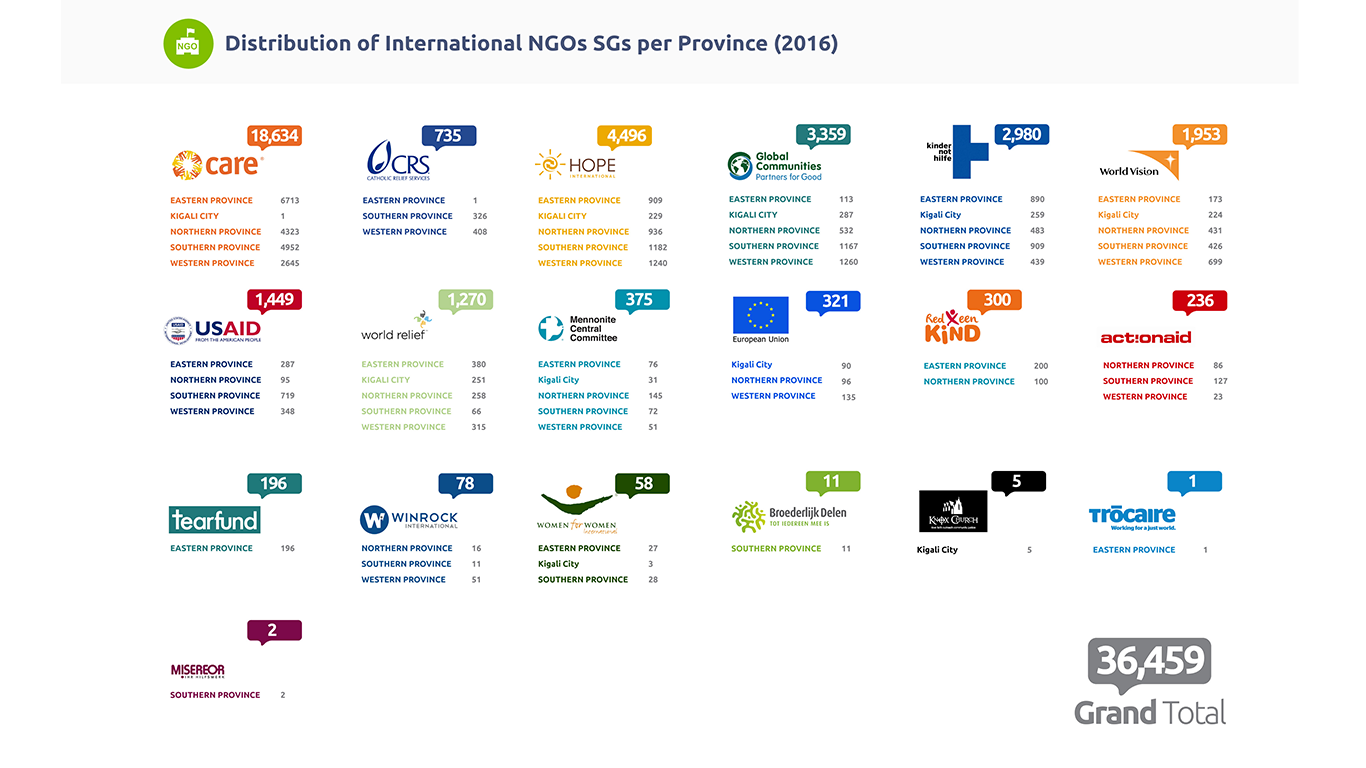 NGO
Distribution of International NGOs SGs per Province (2016)
18,634
care®
EASTERN PROVINCE 6713
KIGALI CITY 1
NORTHERN PROVINCE 4323
SOUTHERN PROVINCE 4952
WESTERN PROVINCE 2645
735
CRS
CATHOLIC RELIEF SERVICES
EASTERN PROVINCE 1
SOUTHERN PROVINCE 326
WESTERN PROVINCE 408
4,496
HOPE
INTERNATIONAL
EASTERN PROVINCE 909
KIGALI CITY 229
NORTHERN PROVINCE 936
SOUTHERN PROVINCE 1182
WESTERN PROVINCE 1240
3,359
Global
Communities
Partners for Good
EASTERN PROVINCE 113
KIGALI CITY 287
NORTHERN PROVINCE 532
SOUTHERN PROVINCE 1167
WESTERN PROVINCE 1260
2,980
kinder
not
hilfe
EASTERN PROVINCE 890
Kigali City 259
NORTHERN PROVINCE 483
SOUTHERN PROVINCE 909
WESTERN PROVINCE 439
1,953
World Vision
EASTERN PROVINCE 173
Kigali City 224
NORTHERN PROVINCE 431
SOUTHERN PROVINCE 426
WESTERN PROVINCE 699
1,449
USAID
FROM THE AMERICAN PEOPLE
EASTERN PROVINCE 287
NORTHERN PROVINCE 95
SOUTHERN PROVINCE 719
WESTERN PROVINCE 348
1,270
world relief
EASTERN PROVINCE 380
KIGALI CITY 251
NORTHERN PROVINCE 258
SOUTHERN PROVINCE 66
WESTERN PROVINCE 315
375
Mennonite
Central
Committee
EASTERN PROVINCE 76
Kigali City 31
NORTHERN PROVINCE 145
SOUTHERN PROVINCE 72
WESTERN PROVINCE 51
321
European Union
Kigali City 90
NORTHERN PROVINCE 96
WESTERN PROVINCE 135
300
Red een
KiND
EASTERN PROVINCE 200
NORTHERN PROVINCE 100
236
act!onaid
NORTHERN PROVINCE 86
SOUTHERN PROVINCE 127
WESTERN PROVINCE 23
196
tearfund
EASTERN PROVINCE 196
78
W WINROCK
INTERNATIONAL
NORTHERN PROVINCE 16
SOUTHERN PROVINCE 11
WESTERN PROVINCE 51
58
WOMEN for WOMEN
International
EASTERN PROVINCE 27
Kigali City 3
SOUTHERN PROVINCE 28
11
Broederlijk Delen
TOT IEDEREEN MEE IS
SOUTHERN PROVINCE 11
5
KNOX CHURCH
Kigali City 5
1
TRÓCAIRE
Working for a just world.
EASTERN PROVINCE 1
2
MISEREOR
IHR HILFSWERK
SOUTHERN PROVINCE 2
36,459
Grand Total